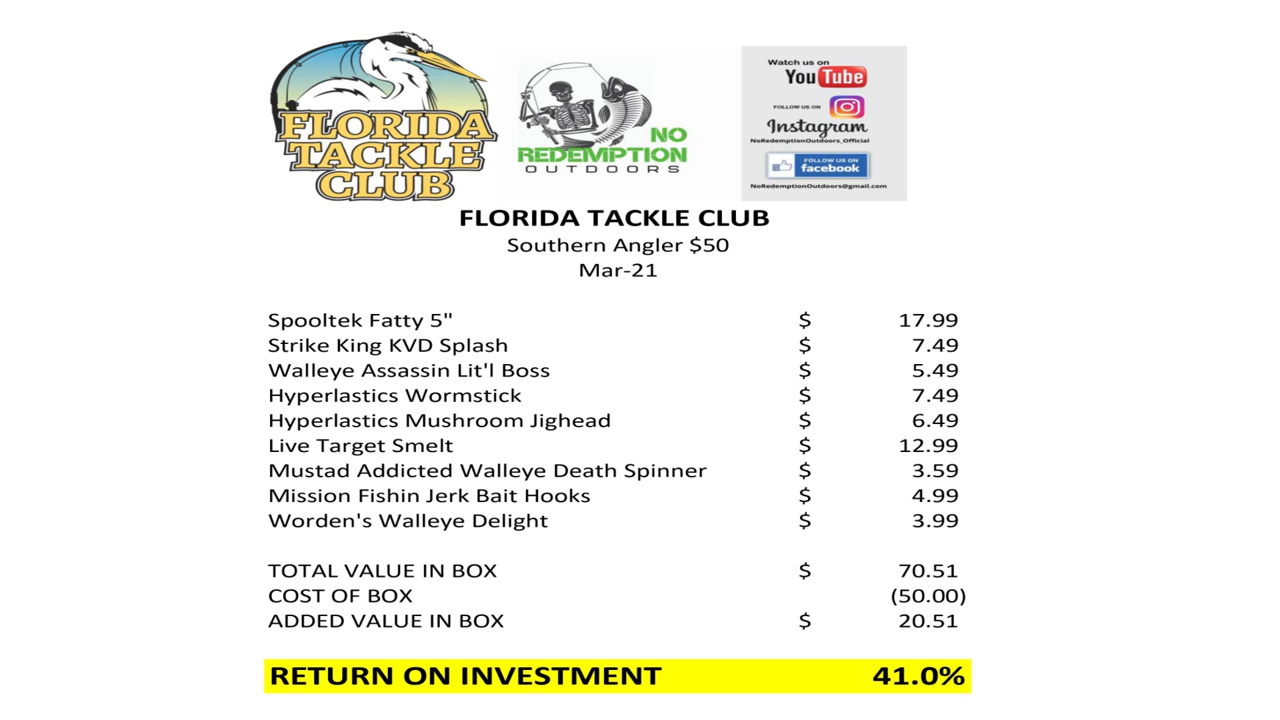 FLORIDA
TACKLE
CLUB
NO
REDEMPTION
OUTDOORS
Watch us on
YouTube
FOLLOW US ON
Instagram
NoRedemptionOutdoors_Official
FOLLOW US ON
facebook
NoRedemptionOutdoors@gmail.com
FLORIDA TACKLE CLUB
Southern Angler $50
Mar-21
Spooltek Fatty 5" $ 17.99
Strike King KVD Splash $ 7.49
Walleye Assassin Lit'l Boss $ 5.49
Hyperlastics Wormstick $ 7.49
Hyperlastics Mushroom Jighead $ 6.49
Live Target Smelt $ 12.99
Mustad Addicted Walleye Death Spinner $ 3.59
Mission Fishin Jerk Bait Hooks $ 4.99
Worden's Walleye Delight $ 3.99
TOTAL VALUE IN BOX $ 70.51
COST OF BOX (50.00)
ADDED VALUE IN BOX $ 20.51
RETURN ON INVESTMENT 41.0%